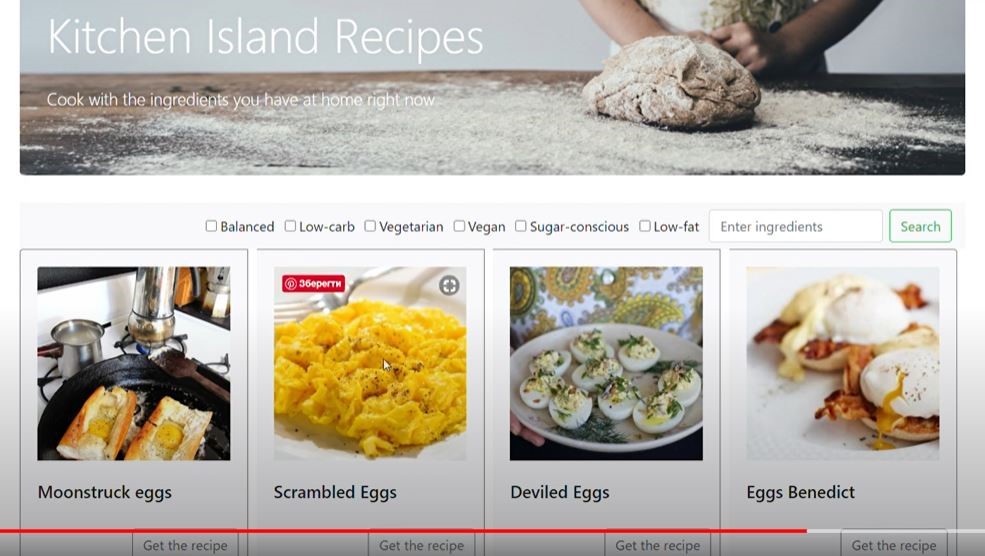 Kitchen Island Recipes
Cook with the ingredients you have at home right now
Balanced Low-carb Vegetarian Vegan Sugar-conscious Low-fat Enter ingredients Search
Зберегти
Moonstruck eggs Scrambled Eggs Deviled Eggs Eggs Benedict
Get the recipe Get the recipe Get the recipe Get the recipe